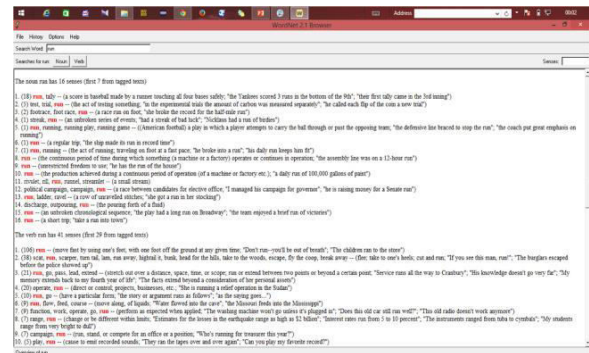 Address
WordNet 2.1 Browser
File History Options Help
Search Word: run
Searches for run: Noun Verb Senses:
The noun run has 16 senses (first 7 from tagged texts)
1. (38) run, tally -- (a score in baseball made by a runner touching all four bases safely; "the Yankees scored 3 runs in the bottom of the 9th"; "their first tally came in the 3rd inning")
2. (5) test, trial, run -- (the act of testing something; "in the experimental trials the amount of carbon was measured separately"; "he called each flip of the coin a new trial")
3. (2) footrace, foot race, run -- (a race run on foot; "she broke the record for the half-mile run")
4. (1) streak, run -- (an unbroken series of events; "had a streak of bad luck"; "Nicklaus had a run of birdies")
5. (1) run, running, running play, running game -- ((American football) a play in which a player attempts to carry the ball through or past the opposing team; "the defensive line braced to stop the run"; "the coach put great emphasis on
running")
6. (1) run -- (a regular trip; "the ship made its run in record time")
7. (1) run, running -- (the act of running; traveling on foot at a fast pace; "he broke into a run"; "his daily run keeps him fit")
8. run -- (the continuous period of time during which something (a machine or a factory) operates or continues in operation; "the assembly line was on a 12-hour run")
9. run -- (unrestricted freedom to use; "he has the run of the house")
10. run -- (the production achieved during a continuous period of operation (of a machine or factory etc.); "a daily run of 100,000 gallons of paint")
11. rivulet, rill, run, runnel, streamlet -- (a small stream)
12. political campaign, campaign, run -- (a race between candidates for elective office; "I managed his campaign for governor"; "he is raising money for a Senate run")
13. run, ladder, ravel -- (a row of unravelled stitches; "she got a run in her stocking")
14. discharge, outpouring, run -- (the pouring forth of a fluid)
15. run -- (an unbroken chronological sequence; "the play had a long run on Broadway"; "the team enjoyed a brief run of victories")
16. run -- (a short trip; "take a run into town")
The verb run has 41 senses (first 29 from tagged texts)
1. (106) run -- (move fast by using one's feet, with one foot off the ground at any given time; "Don't run--you'll be out of breath"; "The children ran to the store")
2. (38) scat, run, scarper, turn tail, lam, run away, hightail it, bunk, head for the hills, take to the woods, escape, fly the coop, break away -- (flee; take to one's heels; cut and run; "If you see this man, run!"; "The burglars escaped
before the police showed up")
3. (21) run, go, pass, lead, extend -- (stretch out over a distance, space, time, or scope; run or extend between two points or beyond a certain point; "Service runs all the way to Cranbury"; "His knowledge doesn't go very far"; "My
memory extends back to my fourth year of life"; "The facts extend beyond a consideration of her personal assets")
4. (20) operate, run -- (direct or control; projects, businesses, etc.; "She is running a relief operation in the Sudan")
5. (10) run, go -- (have a particular form; "the story or argument runs as follows"; "as the saying goes...")
6. (9) run, flow, feed, course -- (move along, of liquids; "Water flowed into the cave"; "the Missouri feeds into the Mississippi")
7. (9) function, work, operate, go, run -- (perform as expected when applied; "The washing machine won't go unless it's plugged in"; "Does this old car still run well?"; "This old radio doesn't work anymore")
8. (7) range, run -- (change or be different within limits; "Estimates for the losses in the earthquake range as high as $2 billion"; "Interest rates run from 5 to 10 percent"; "The instruments ranged from tuba to cymbals"; "My students
range from very bright to dull")
9. (7) campaign, run -- (run, stand, or compete for an office or a position; "Who's running for treasurer this year?")
10. (5) play, run -- (cause to emit recorded sounds; "They ran the tapes over and over again"; "Can you play my favorite record?")
Overview of run